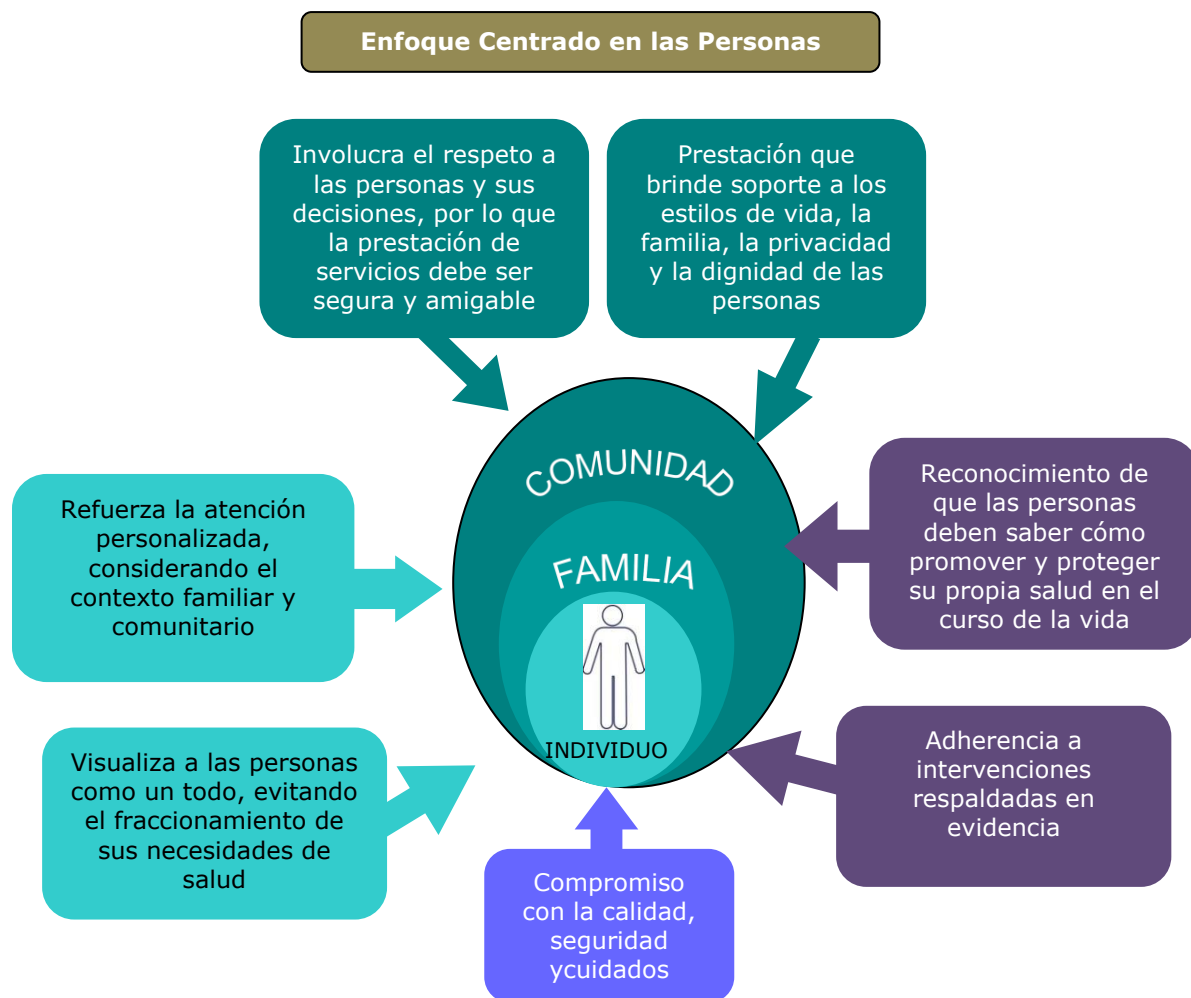 Enfoque Centrado en las Personas
Involucra el respeto a
las personas y sus
decisiones, por lo que
la prestación de
servicios debe ser
segura y amigable
Prestación que
brinde soporte a los
estilos de vida, la
familia, la privacidad
y la dignidad de las
personas
COMUNIDAD
FAMILIA
INDIVIDUO
Refuerza la atención
personalizada,
considerando el
contexto familiar y
comunitario
Reconocimiento de
que las personas
deben saber cómo
promover y proteger
su propia salud en el
curso de la vida
Visualiza a las personas
como un todo, evitando
el fraccionamiento de
sus necesidades de
salud
Adherencia a
intervenciones
respaldadas en
evidencia
Compromiso
con la calidad,
seguridad
ycuidados